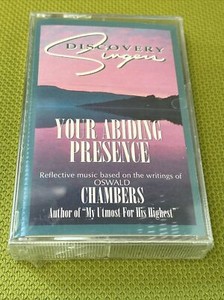 DISCOVERY
Singers
YOUR ABIDING
PRESENCE
Reflective music based on the writings of
OSWALD
CHAMBERS
Author of "My Utmost For His Highest"